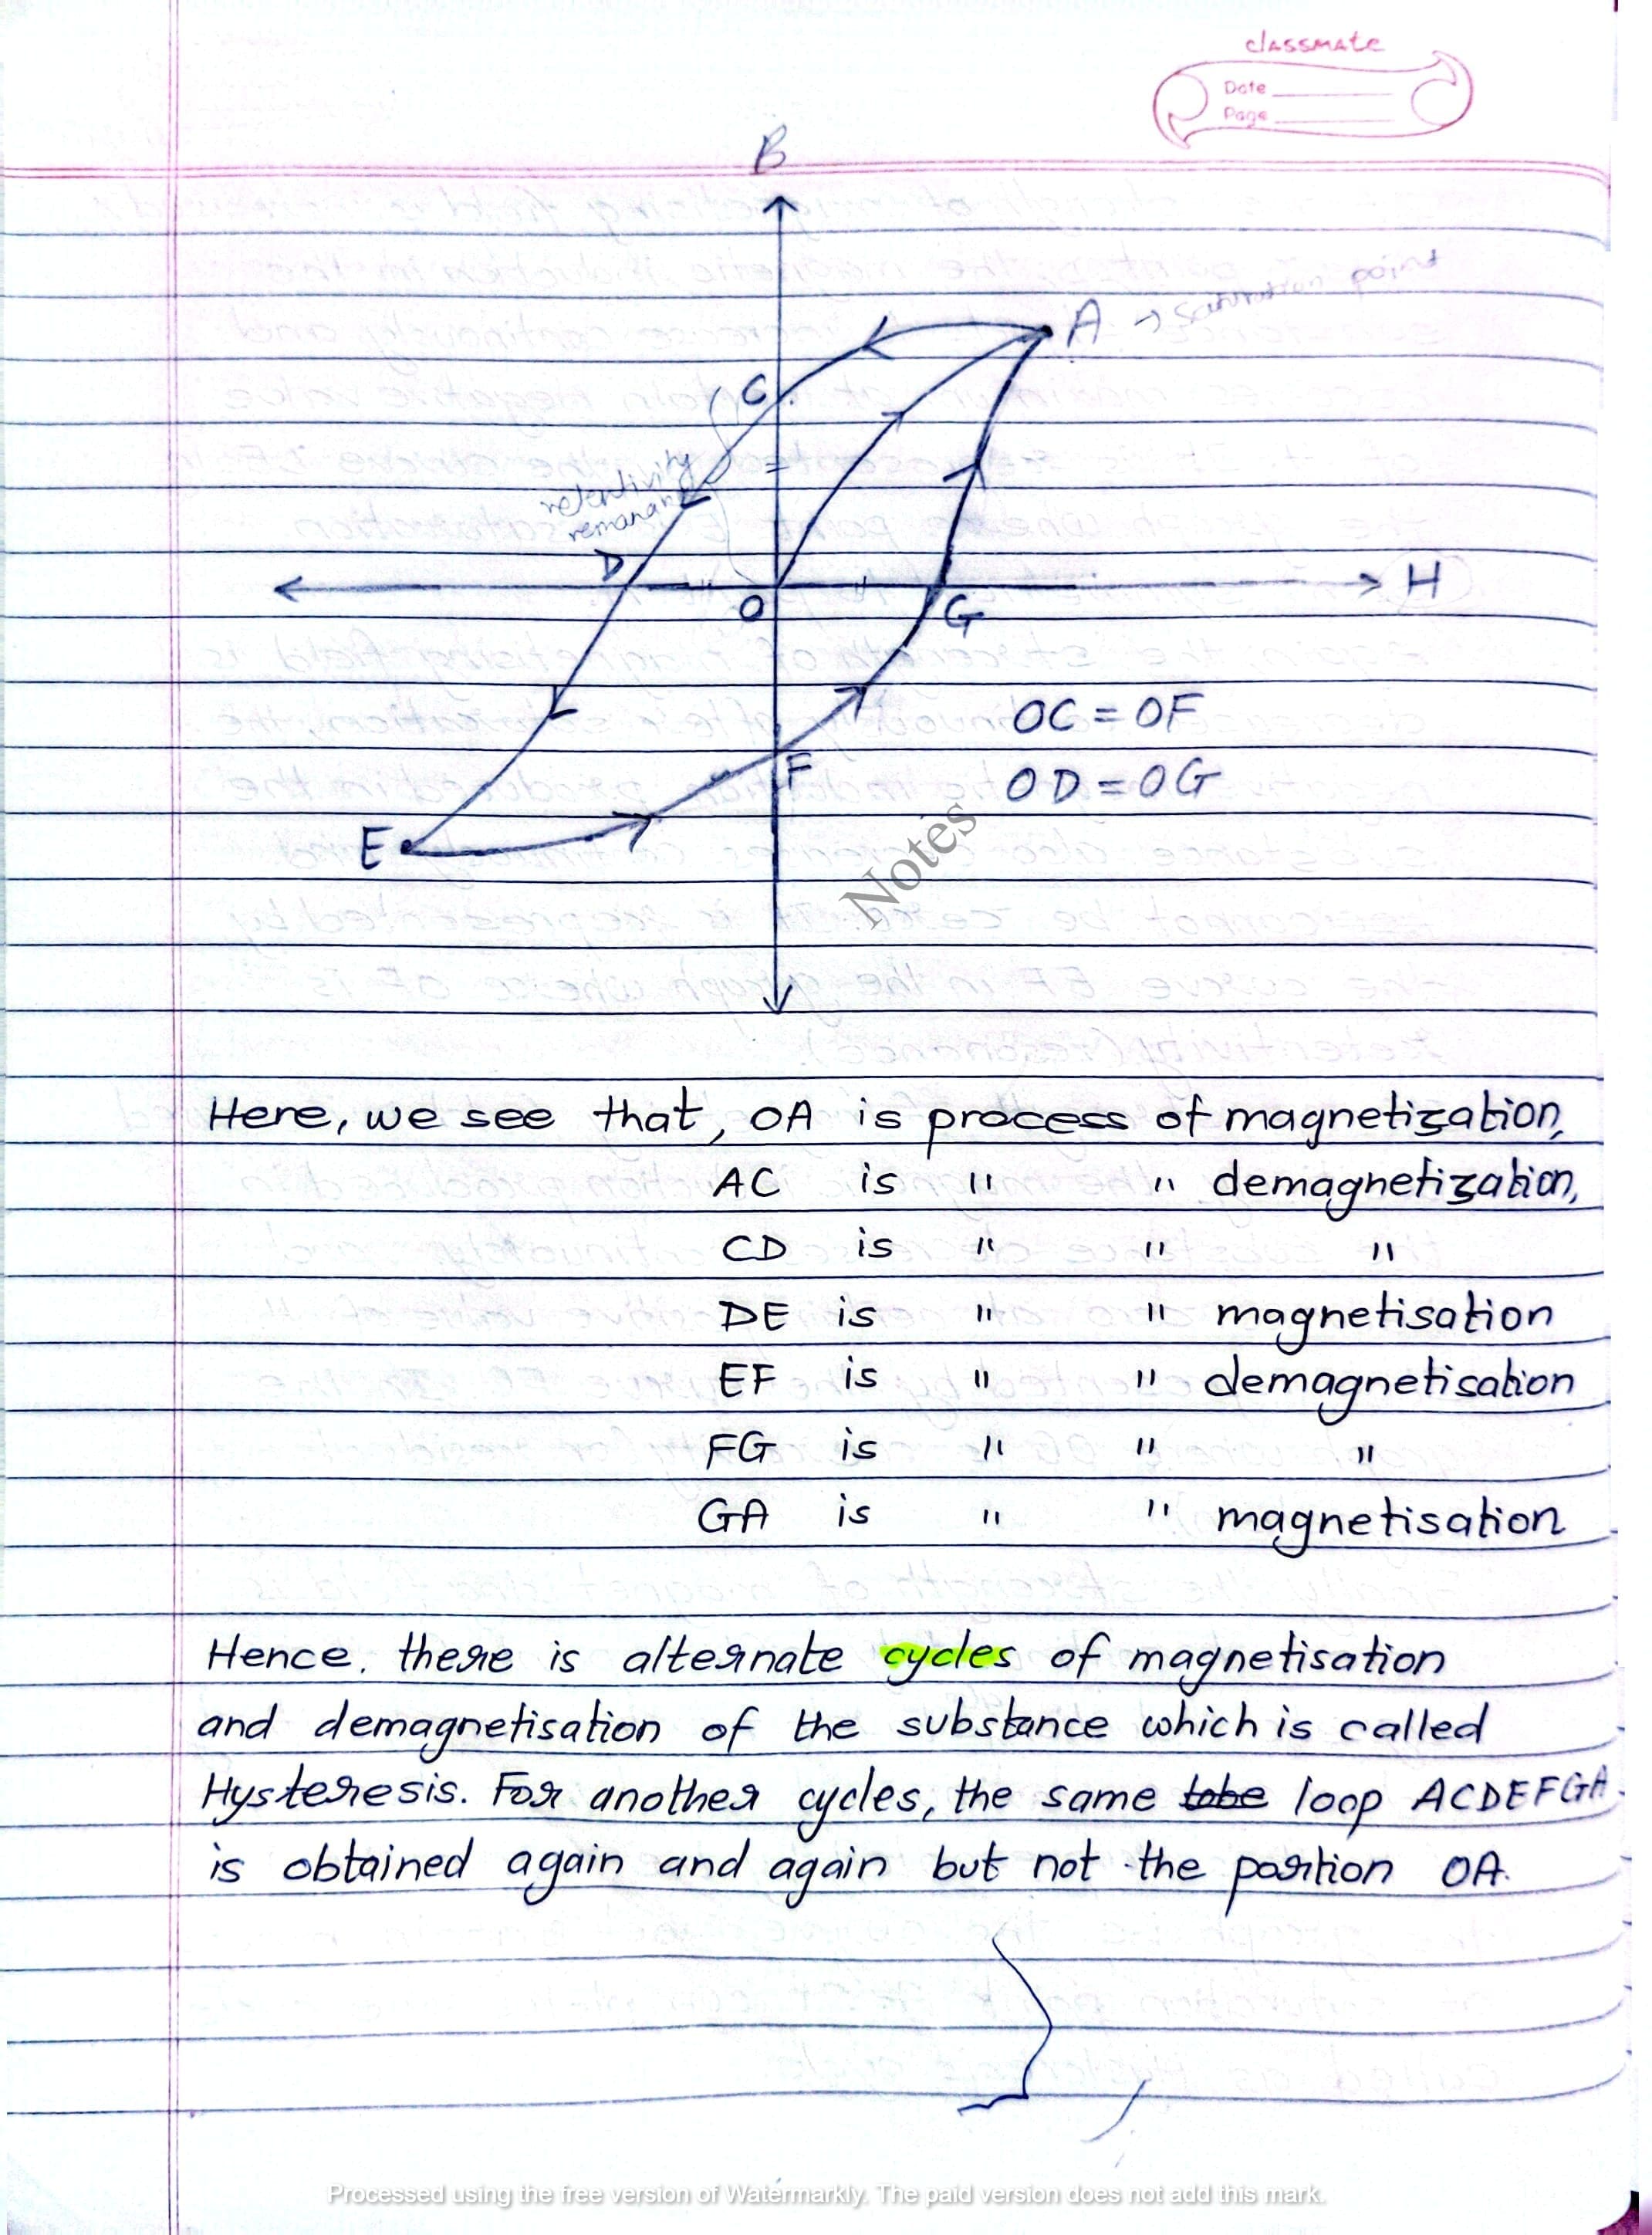 classmate
Date
Page
B
A → saturation point
C
retentivity
D
O
G
H
OC = OF
F
OD = OG
E
Notes
Here, we see that, OA is process of magnetization,
AC is " " demagnetization,
CD is " " "
DE is " " magnetisation
EF is " " demagnetisation
FG is " " "
GA is " " magnetisation
Hence. there is alternate cycles of magnetisation
and demagnetisation of the substance which is called
Hysteresis. For another cycles, the same tobe loop ACDEFGA
is obtained again and again but not the portion OA.
Processed using the free version of Watermarkly. The paid version does not add this mark.